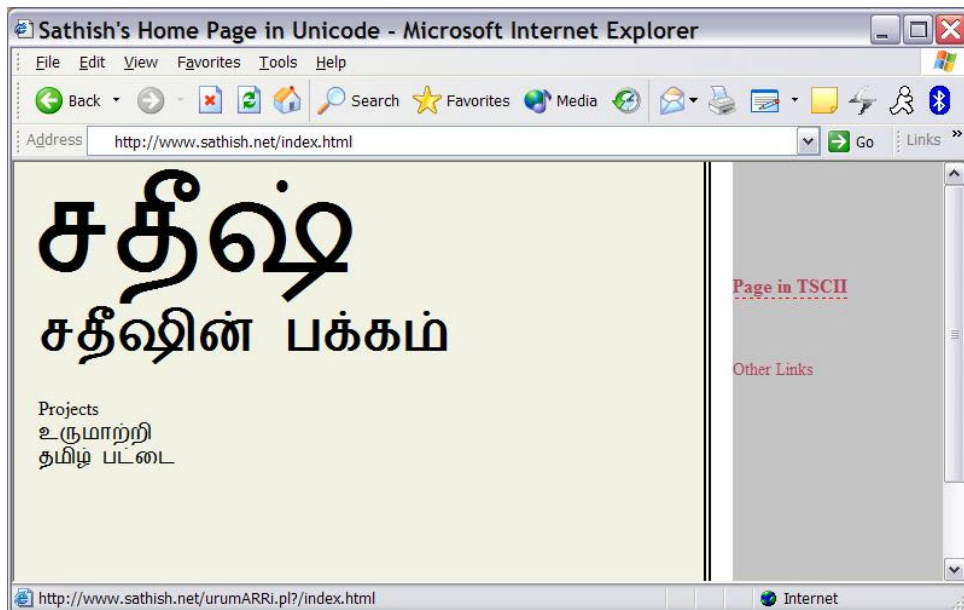 Sathish's Home Page in Unicode - Microsoft Internet Explorer
File Edit View Favorites Tools Help
Back Search Favorites Media
Address http://www.sathish.net/index.html Go Links »
சதீஷ்
சதீஷின் பக்கம்
Projects
உருமாற்றி
தமிழ் பட்டை
Page in TSCII
Other Links
http://www.sathish.net/urumARRi.pl?/index.html Internet